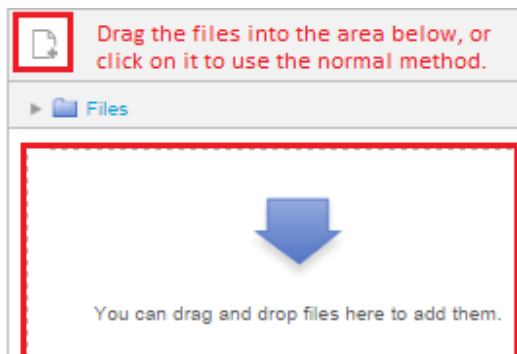 Drag the files into the area below, or
click on it to use the normal method.
Files
You can drag and drop files here to add them.